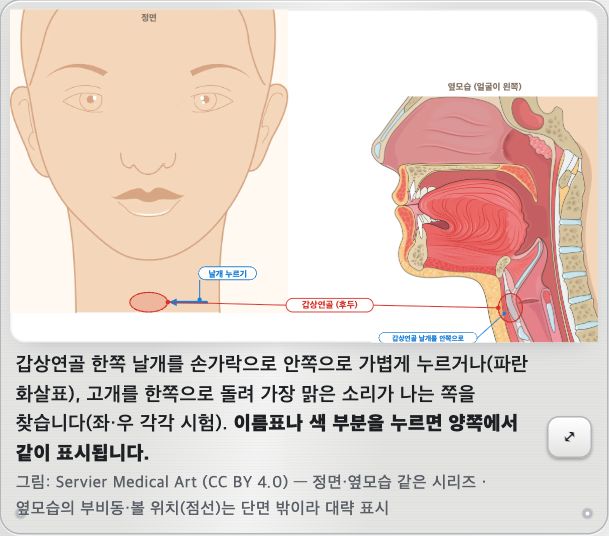 정면
옆모습 (얼굴이 왼쪽)
날개 누르기
갑상연골 (후두)
갑상연골 날개를 안쪽으로
갑상연골 한쪽 날개를 손가락으로 안쪽으로 가볍게 누르거나(파란
화살표), 고개를 한쪽으로 돌려 가장 맑은 소리가 나는 쪽을
찾습니다(좌·우 각각 시험). 이름표나 색 부분을 누르면 양쪽에서
같이 표시됩니다.
그림: Servier Medical Art (CC BY 4.0) — 정면·옆모습 같은 시리즈 ·
옆모습의 부비동·볼 위치(점선)는 단면 밖이라 대략 표시